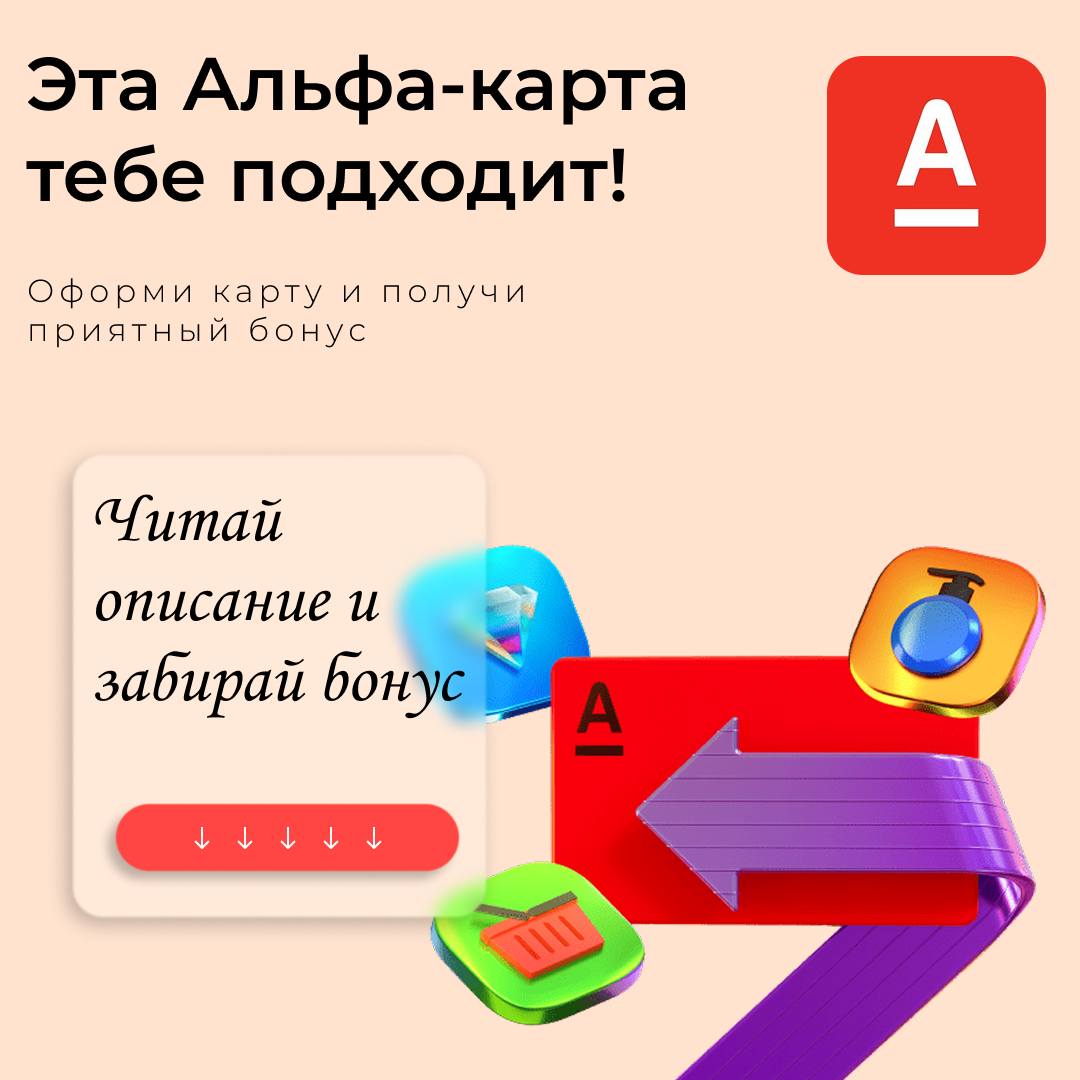 Эта Альфа-карта
тебе подходит!
А
Оформи карту и получи
приятный бонус
Читай
описание и
забирай бонус
А
↓ ↓ ↓ ↓ ↓